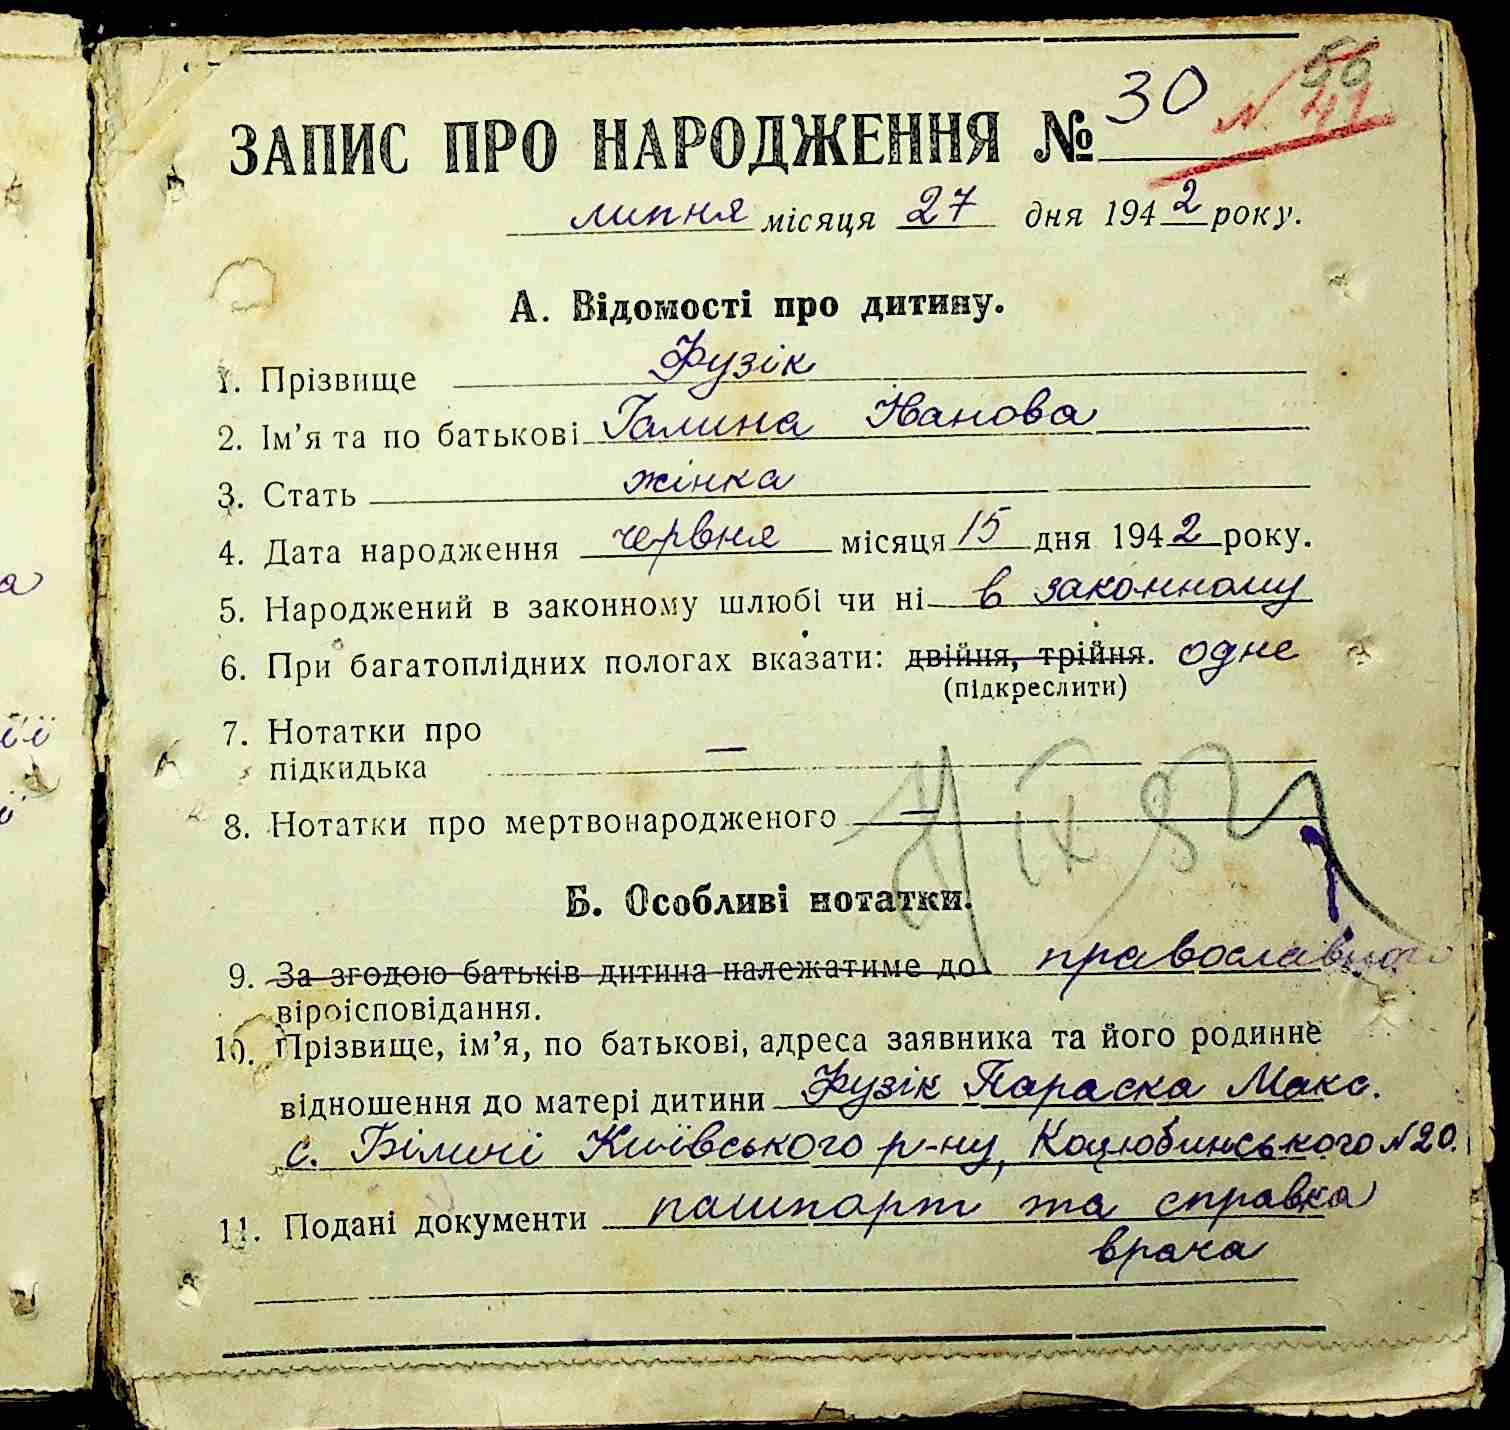 30
ЗАПИС ПРО НАРОДЖЕННЯ №
N 41
липня місяця 27 дня 1942 року.
А. Відомості про дитину.
1. Прізвище Фузік
2. Ім'я та по батькові Галина Иванова
3. Стать жінка
4. Дата народження червня місяця 15 дня 1942 року.
5. Народжений в законному шлюбі чи ні в законному
6. При багатоплідних пологах вказати: двійня, трійня. одне
(підкреслити)
7. Нотатки про —
підкидька
8. Нотатки про мертвонародженого —
Б. Особливі нотатки.
9. За згодою батьків дитина належатиме до православного
віроісповідання.
10. Прізвище, ім'я, по батькові, адреса заявника та його родинне
відношення до матері дитини Фузік Параска Макс.
с. Біличі Київського р-ну, Коцюбинського N 20.
11. Подані документи пашпорт та справка
врача